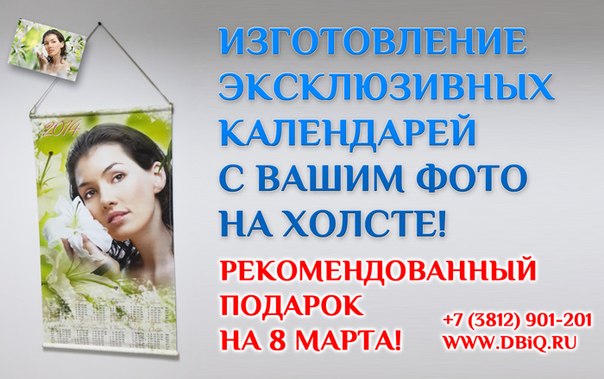 2014
ИЗГОТОВЛЕНИЕ
ЭКСКЛЮЗИВНЫХ
КАЛЕНДАРЕЙ
С ВАШИМ ФОТО
НА ХОЛСТЕ!
РЕКОМЕНДОВАННЫЙ
ПОДАРОК
НА 8 МАРТА!
+7 (3812) 901-201
WWW.DBiQ.RU